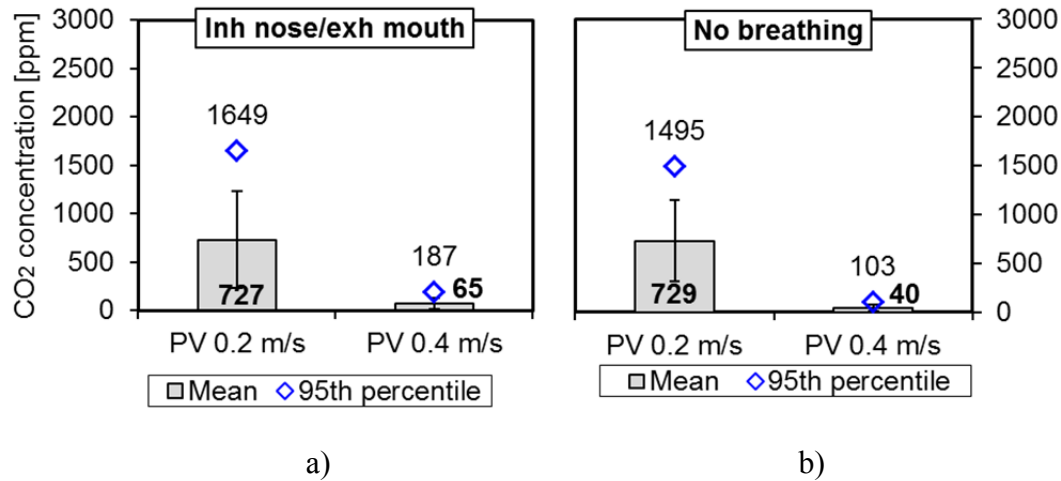 Inh nose/exh mouth
CO2 concentration [ppm]
3000
2500
2000
1500
1000
500
0
1649
727
187
65
PV 0.2 m/s PV 0.4 m/s
Mean 95th percentile
a)
No breathing
3000
2500
2000
1500
1000
500
0
1495
729
103
40
PV 0.2 m/s PV 0.4 m/s
Mean 95th percentile
b)